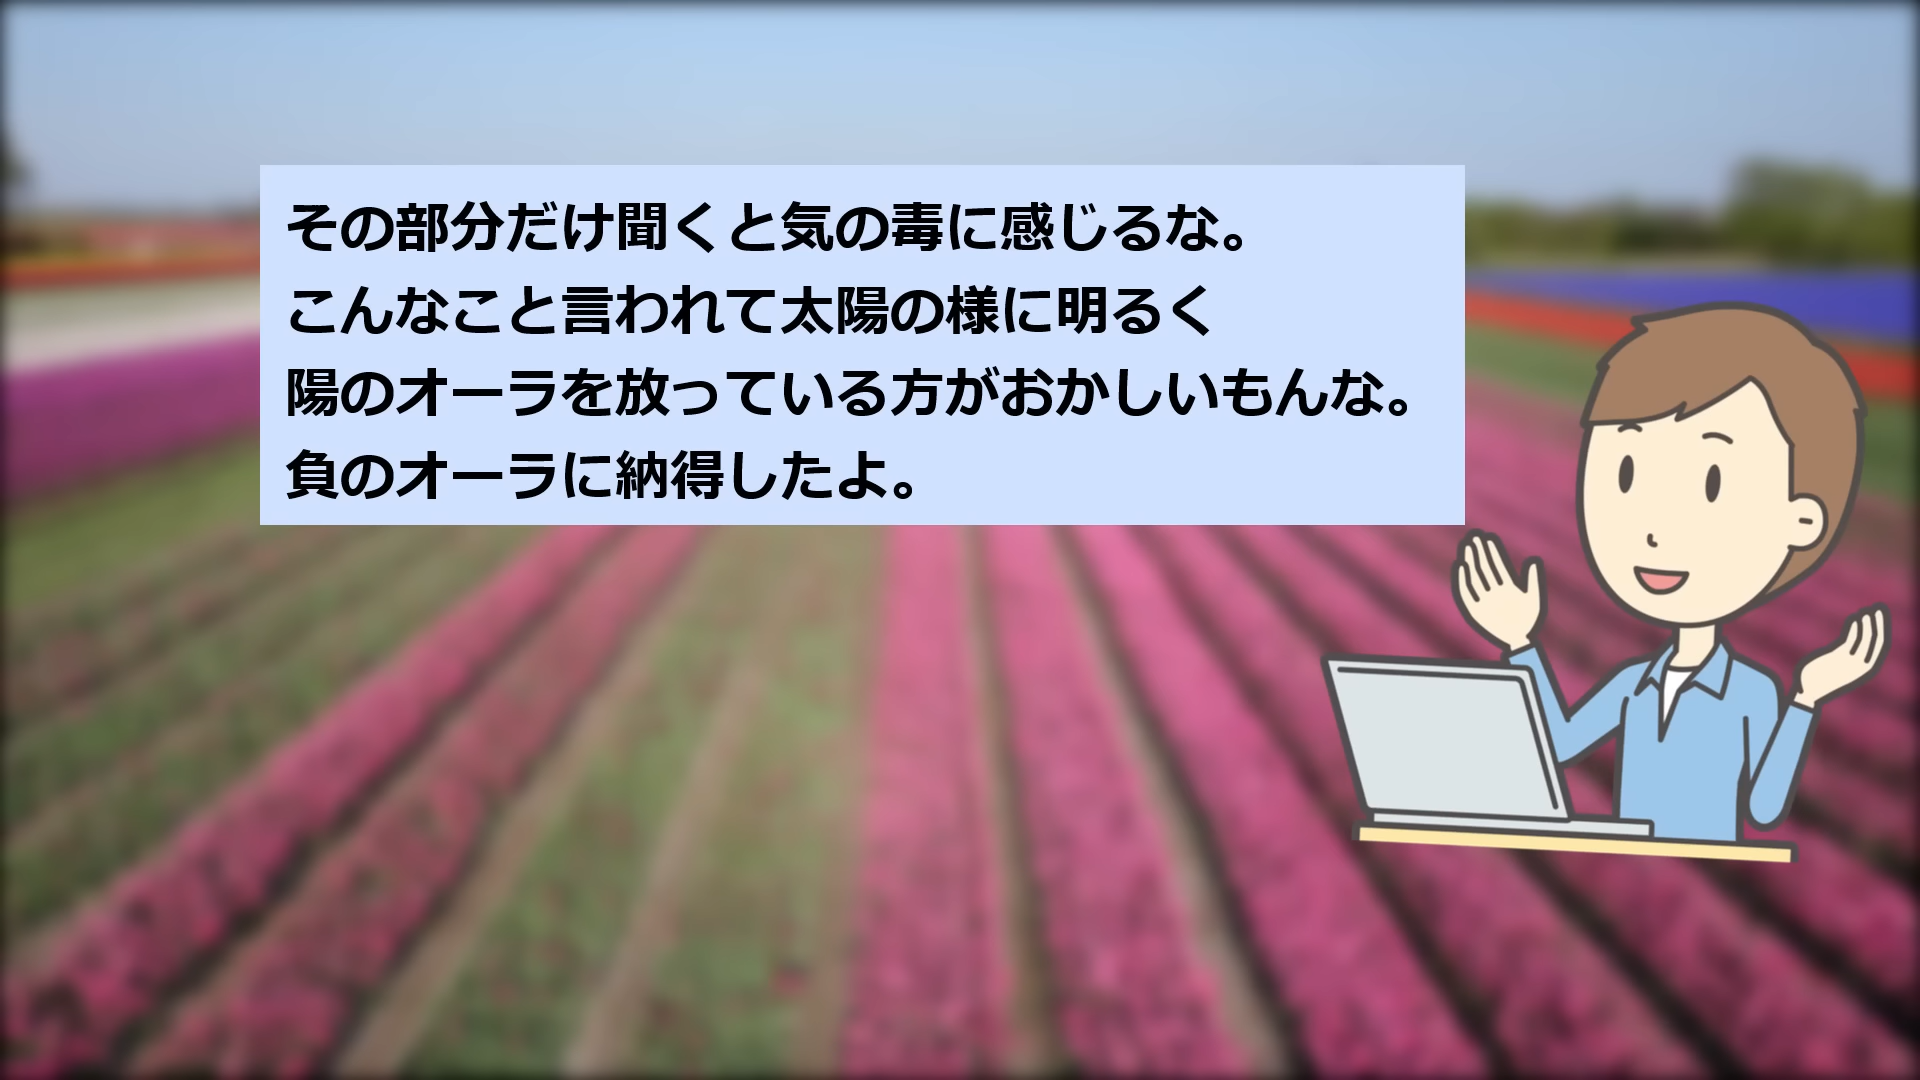 その部分だけ聞くと気の毒に感じるな。
こんなこと言われて太陽の様に明るく
陽のオーラを放っている方がおかしいもんな。
負のオーラに納得したよ。